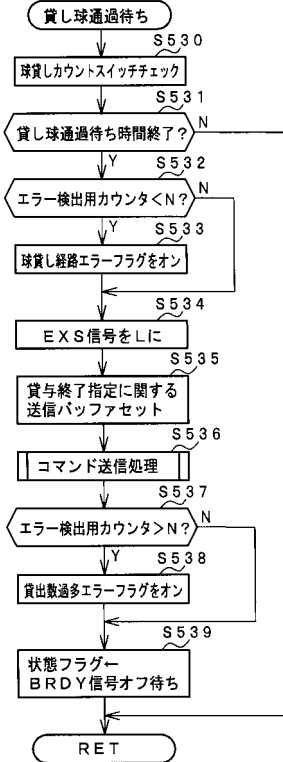 貸し球通過待ち
S530
球貸しカウントスイッチチェック
S531
貸し球通過待ち時間終了?
N
Y
S532
エラー検出用カウンタ<N?
N
Y
S533
球貸し経路エラーフラグをオン
S534
EXS信号をLに
S535
貸与終了指定に関する
送信バッファセット
S536
コマンド送信処理
S537
エラー検出用カウンタ>N?
N
Y
S538
貸出数過多エラーフラグをオン
S539
状態フラグ←
BRDY信号オフ待ち
RET